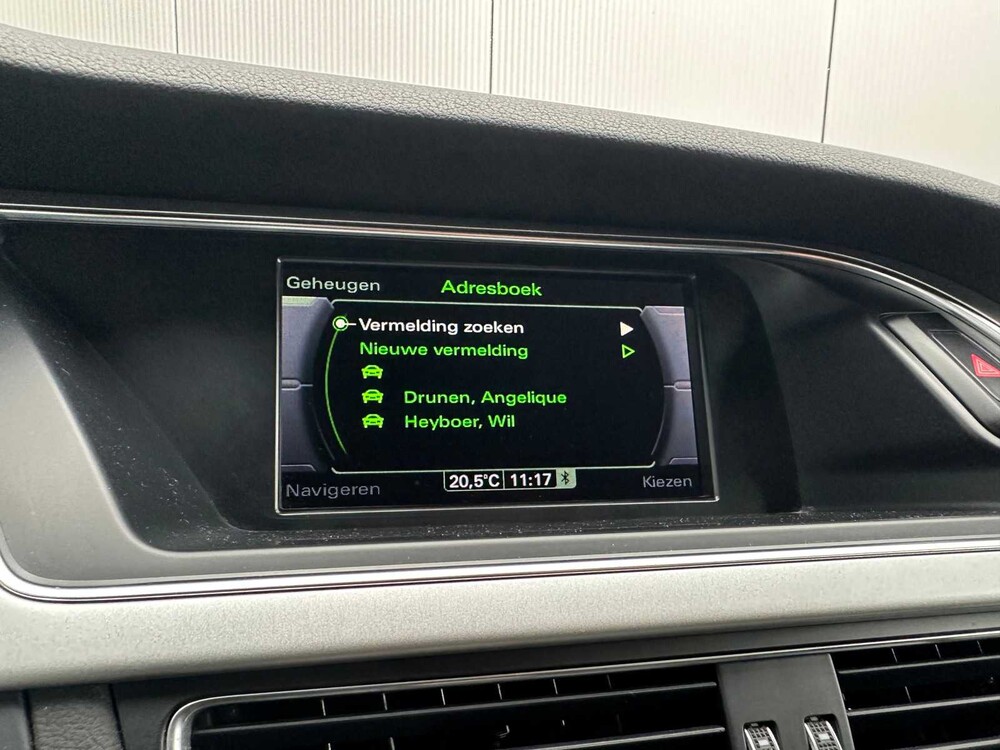 Geheugen Adresboek
Vermelding zoeken
Nieuwe vermelding
Drunen, Angelique
Heyboer, Wil
Navigeren 20,5°C 11:17 Kiezen